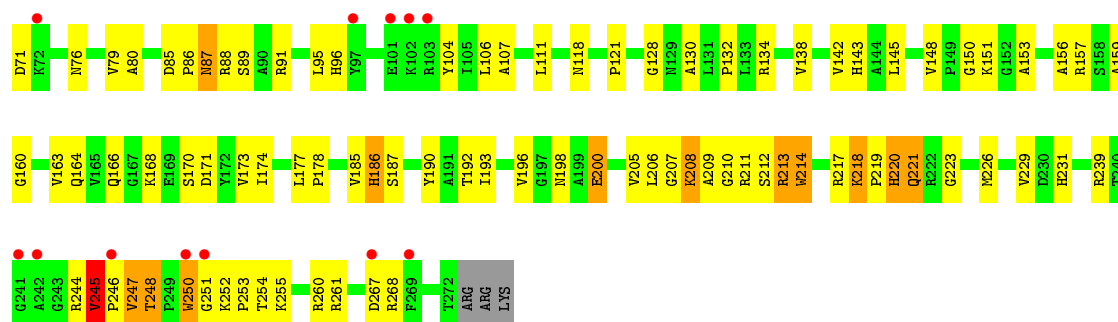 D71 K72 N76 V79 A80 D85 P86 N87 R88 S89 A90 R91 L95 H96 Y97 E101 K102 R103 Y104 I105 L106 A107 L111 N118 P121 G128 N129 A130 L131 P132 L133 R134 V138 V142 H143 A144 L145 V148 P149 G150 K151 G152 A153 A156 R157 S158 A159
G160 V163 Q164 V165 Q166 G167 K168 E169 S170 D171 Y172 V173 I174 L177 P178 V185 H186 S187 Y190 A191 T192 I193 V196 G197 N198 A199 E200 V205 L206 G207 K208 A209 G210 R211 S212 R213 W214 R217 K218 P219 H220 Q221 R222 G223 M226 V229 D230 H231 R239 T240
G241 A242 G243 R244 V245 P246 V247 T248 P249 W250 G251 K252 P253 T254 K255 R260 R261 D267 R268 F269 T272 ARG ARG LYS